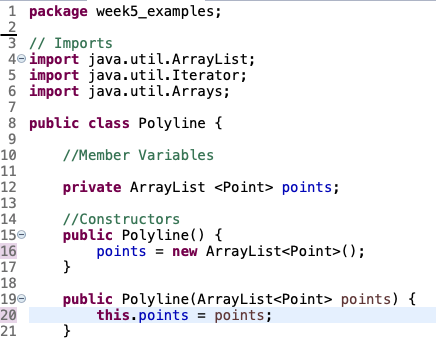 1 package week5_examples;
2
3 // Imports
4 import java.util.ArrayList;
5 import java.util.Iterator;
6 import java.util.Arrays;
7
8 public class Polyline {
9
10 //Member Variables
11
12 private ArrayList <Point> points;
13
14 //Constructors
15 public Polyline() {
16 points = new ArrayList<Point>();
17 }
18
19 public Polyline(ArrayList<Point> points) {
20 this.points = points;
21 }